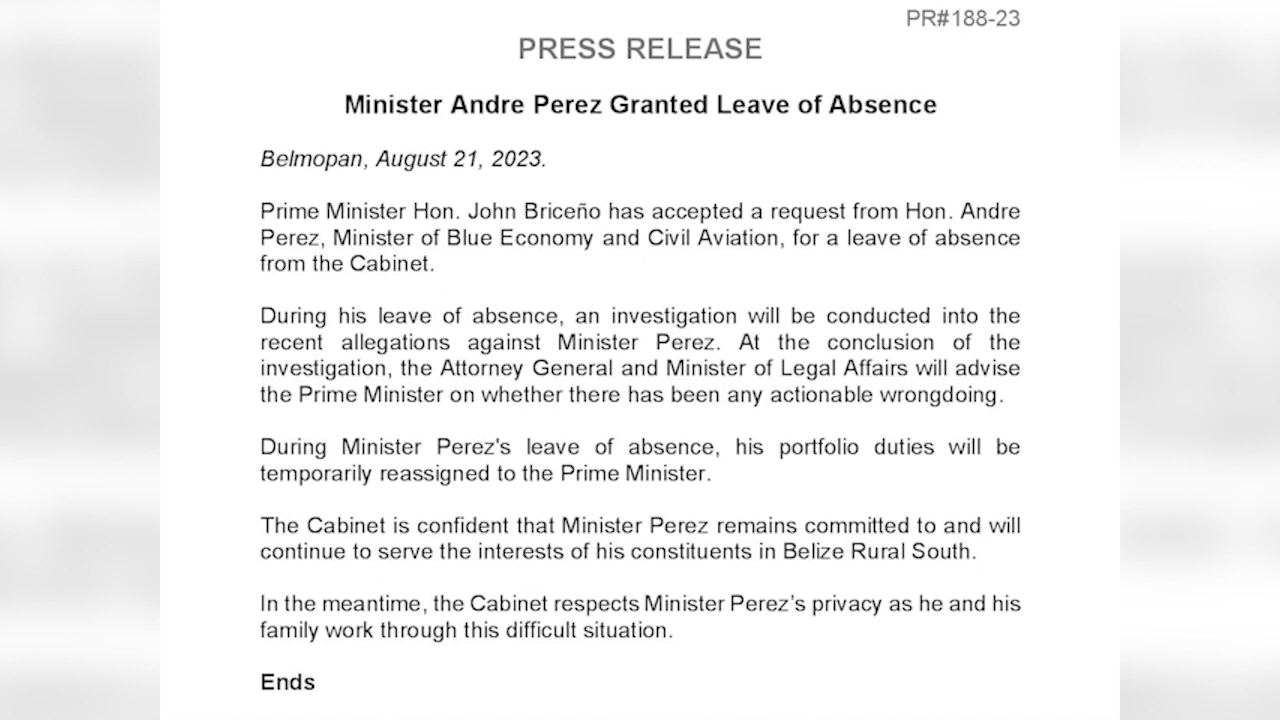 PR#188-23
PRESS RELEASE
Minister Andre Perez Granted Leave of Absence
Belmopan, August 21, 2023.
Prime Minister Hon. John Briceño has accepted a request from Hon. Andre
Perez, Minister of Blue Economy and Civil Aviation, for a leave of absence
from the Cabinet.
During his leave of absence, an investigation will be conducted into the
recent allegations against Minister Perez. At the conclusion of the
investigation, the Attorney General and Minister of Legal Affairs will advise
the Prime Minister on whether there has been any actionable wrongdoing.
During Minister Perez's leave of absence, his portfolio duties will be
temporarily reassigned to the Prime Minister.
The Cabinet is confident that Minister Perez remains committed to and will
continue to serve the interests of his constituents in Belize Rural South.
In the meantime, the Cabinet respects Minister Perez’s privacy as he and his
family work through this difficult situation.
Ends